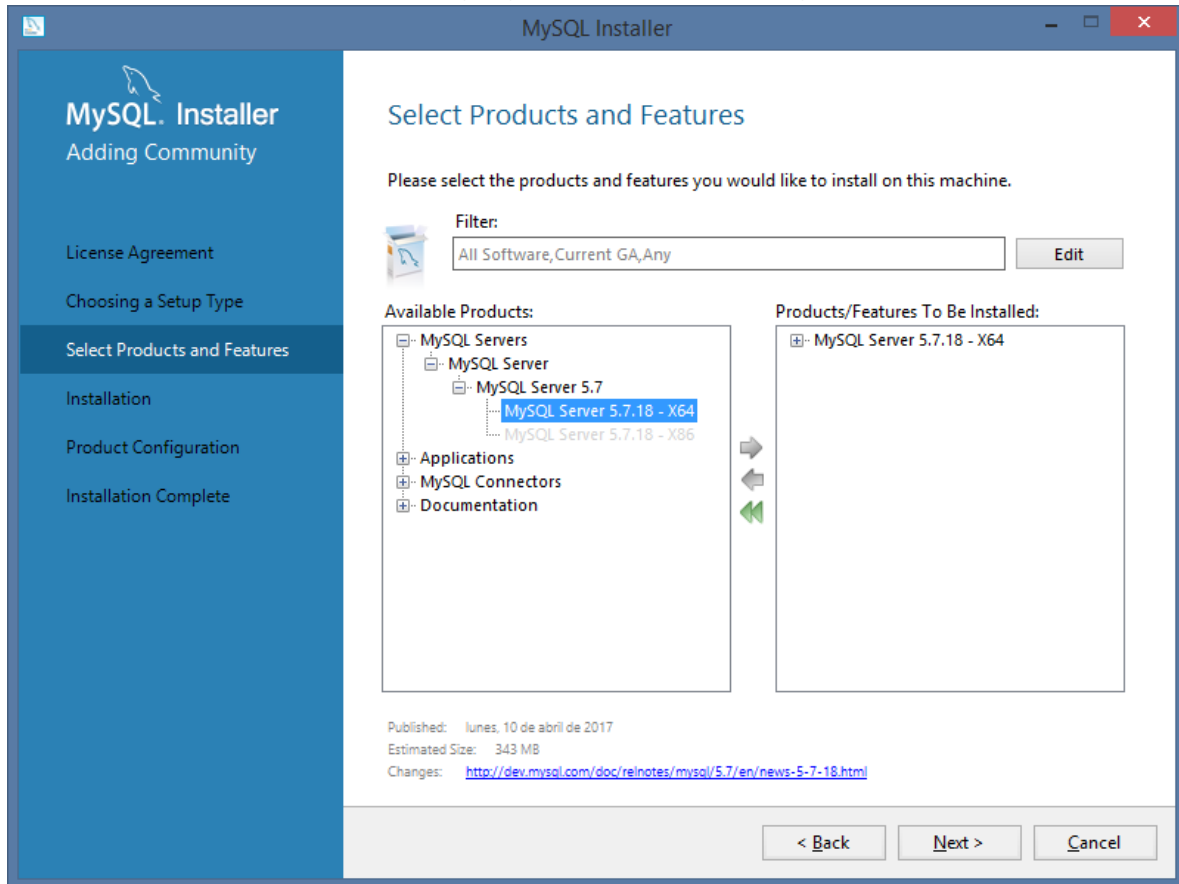 MySQL Installer
MySQL. Installer
Adding Community
License Agreement
Choosing a Setup Type
Select Products and Features
Installation
Product Configuration
Installation Complete
Select Products and Features
Please select the products and features you would like to install on this machine.
Filter:
All Software,Current GA,Any
Edit
Available Products:
MySQL Servers
MySQL Server
MySQL Server 5.7
MySQL Server 5.7.18 - X64
MySQL Server 5.7.18 - X86
Applications
MySQL Connectors
Documentation
Products/Features To Be Installed:
MySQL Server 5.7.18 - X64
Published: lunes, 10 de abril de 2017
Estimated Size: 343 MB
Changes: http://dev.mysql.com/doc/relnotes/mysql/5.7/en/news-5-7-18.html
< Back
Next >
Cancel